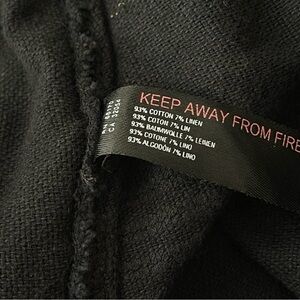 KEEP AWAY FROM FIRE
93% COTTON 7% LINEN
93% COTON 7% LIN
93% BAUMWOLLE 7% LEINEN
93% COTONE 7% LINO
93% ALGODÓN 7% LINO
CA